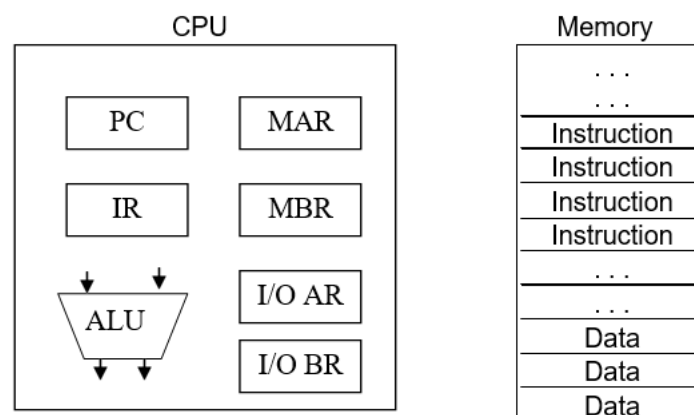 CPU
PC
MAR
IR
MBR
ALU
I/O AR
I/O BR
Memory
. . .
. . .
Instruction
Instruction
Instruction
Instruction
. . .
. . .
Data
Data
Data